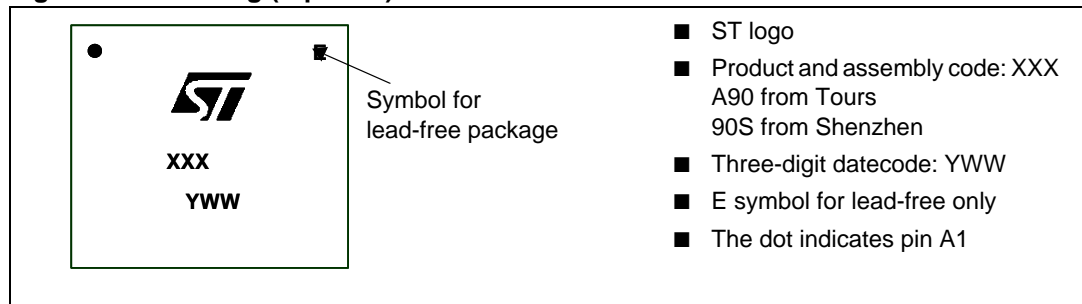 ST
Symbol for
lead-free package
XXX
YWW
■ ST logo
■ Product and assembly code: XXX
A90 from Tours
90S from Shenzhen
■ Three-digit datecode: YWW
■ E symbol for lead-free only
■ The dot indicates pin A1